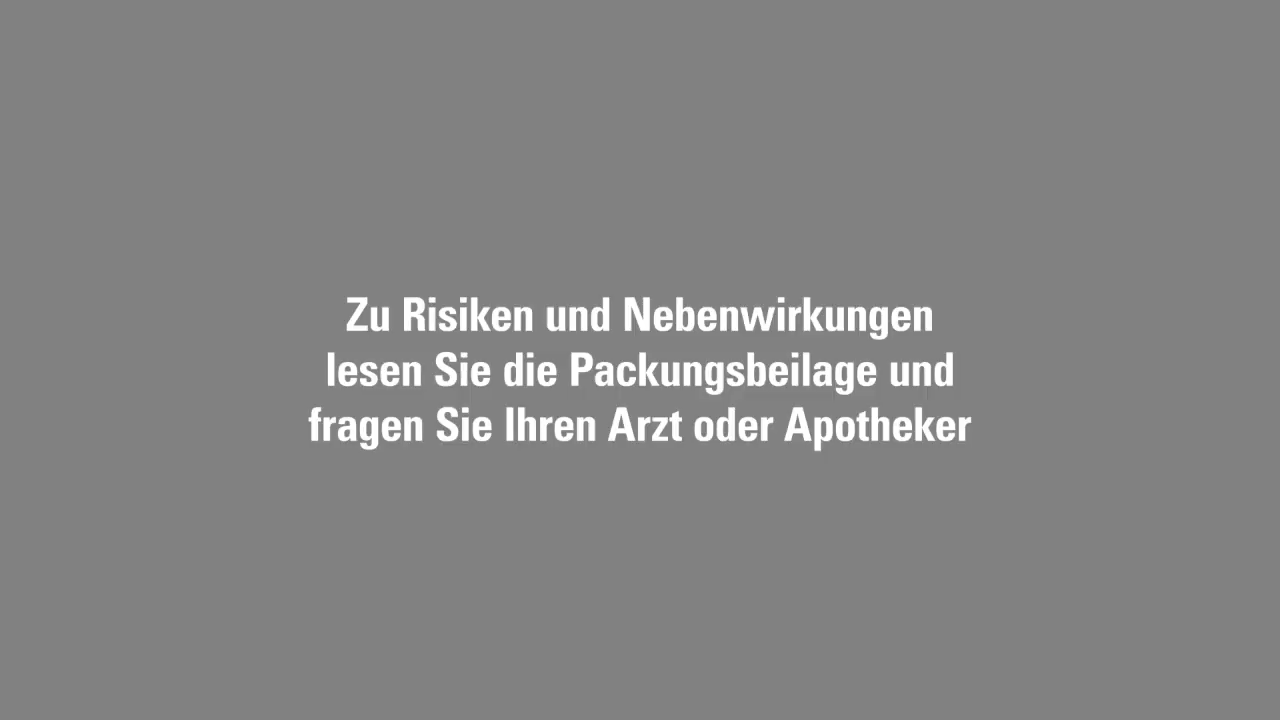 Zu Risiken und Nebenwirkungen
lesen Sie die Packungsbeilage und
fragen Sie Ihren Arzt oder Apotheker